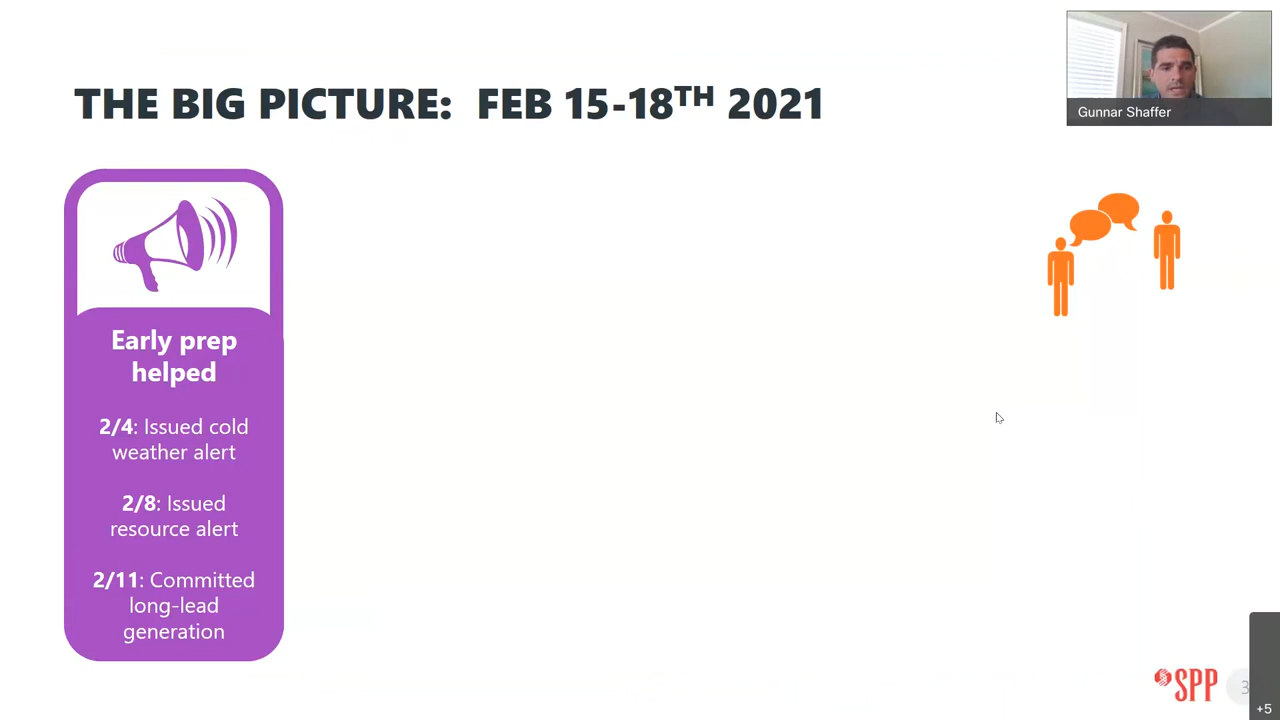 THE BIG PICTURE: FEB 15-18TH 2021
Gunnar Shaffer
Early prep
helped
2/4: Issued cold
weather alert
2/8: Issued
resource alert
2/11: Committed
long-lead
generation
SPP
3
+5